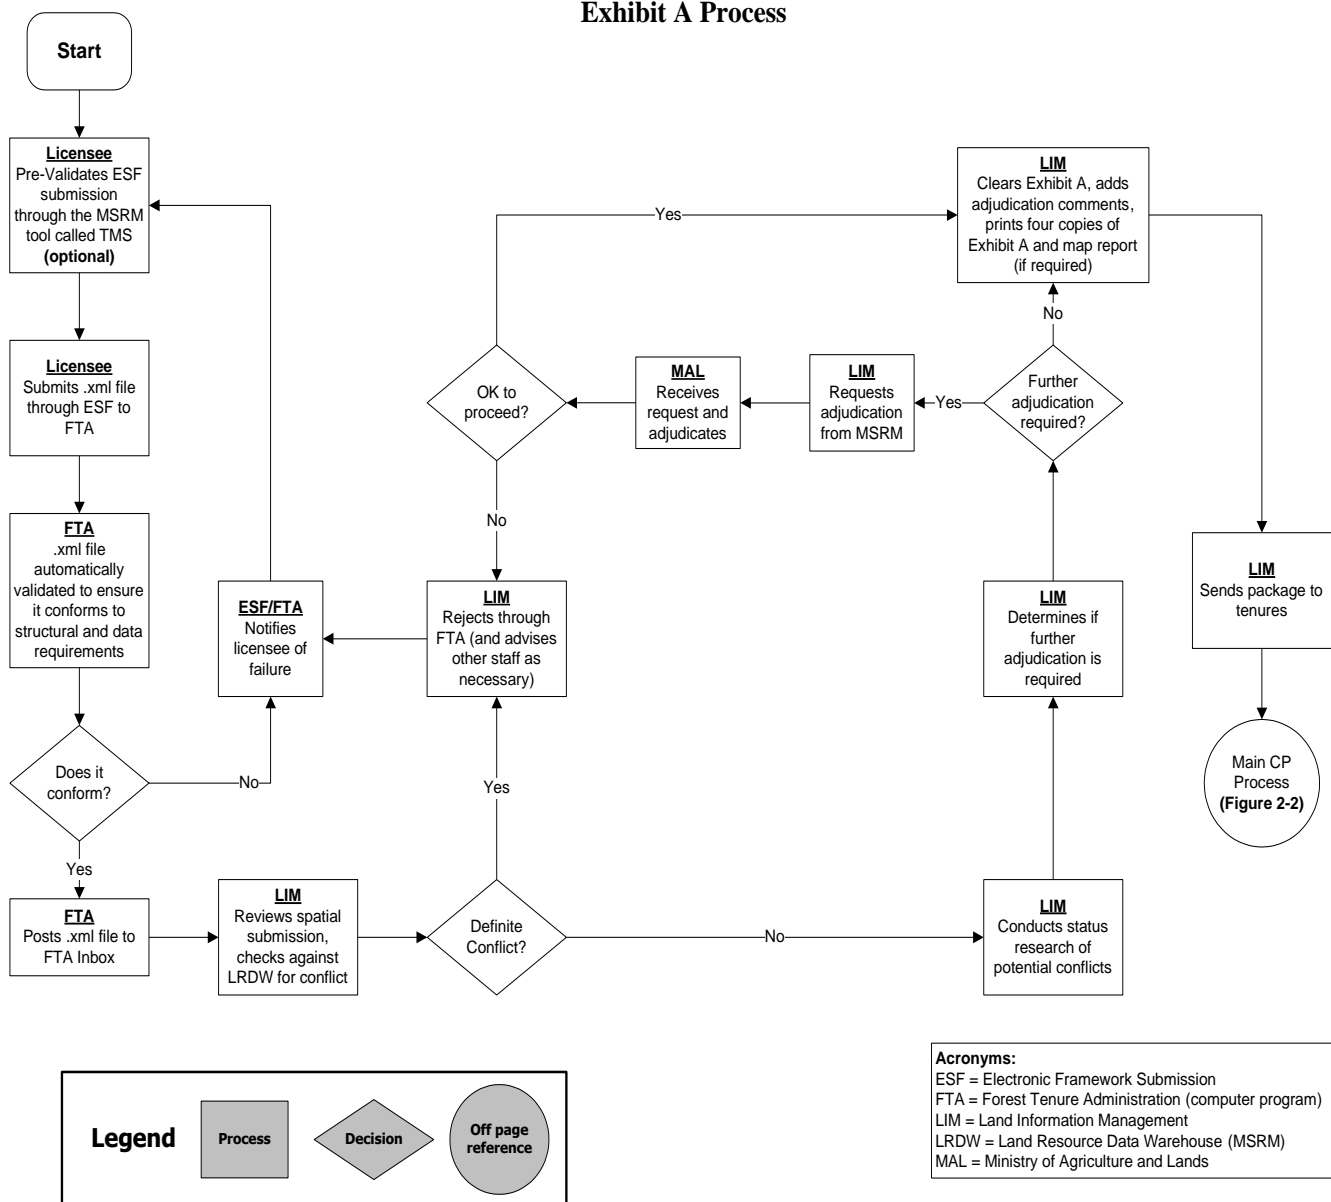 Exhibit A Process
Start
Licensee
Pre-Validates ESF
submission
through the MSRM
tool called TMS
(optional)
Licensee
Submits .xml file
through ESF to
FTA
FTA
.xml file
automatically
validated to ensure
it conforms to
structural and data
requirements
Does it
conform?
No
Yes
FTA
Posts .xml file to
FTA Inbox
ESF/FTA
Notifies
licensee of
failure
LIM
Reviews spatial
submission,
checks against
LRDW for conflict
Definite
Conflict?
Yes
No
LIM
Rejects through
FTA (and advises
other staff as
necessary)
No
OK to
proceed?
Yes
MAL
Receives
request and
adjudicates
LIM
Requests
adjudication
from MSRM
Yes
Further
adjudication
required?
No
LIM
Clears Exhibit A, adds
adjudication comments,
prints four copies of
Exhibit A and map report
(if required)
LIM
Determines if
further
adjudication is
required
LIM
Conducts status
research of
potential conflicts
LIM
Sends package to
tenures
Main CP
Process
(Figure 2-2)
Legend
Process
Decision
Off page
reference
Acronyms:
ESF = Electronic Framework Submission
FTA = Forest Tenure Administration (computer program)
LIM = Land Information Management
LRDW = Land Resource Data Warehouse (MSRM)
MAL = Ministry of Agriculture and Lands